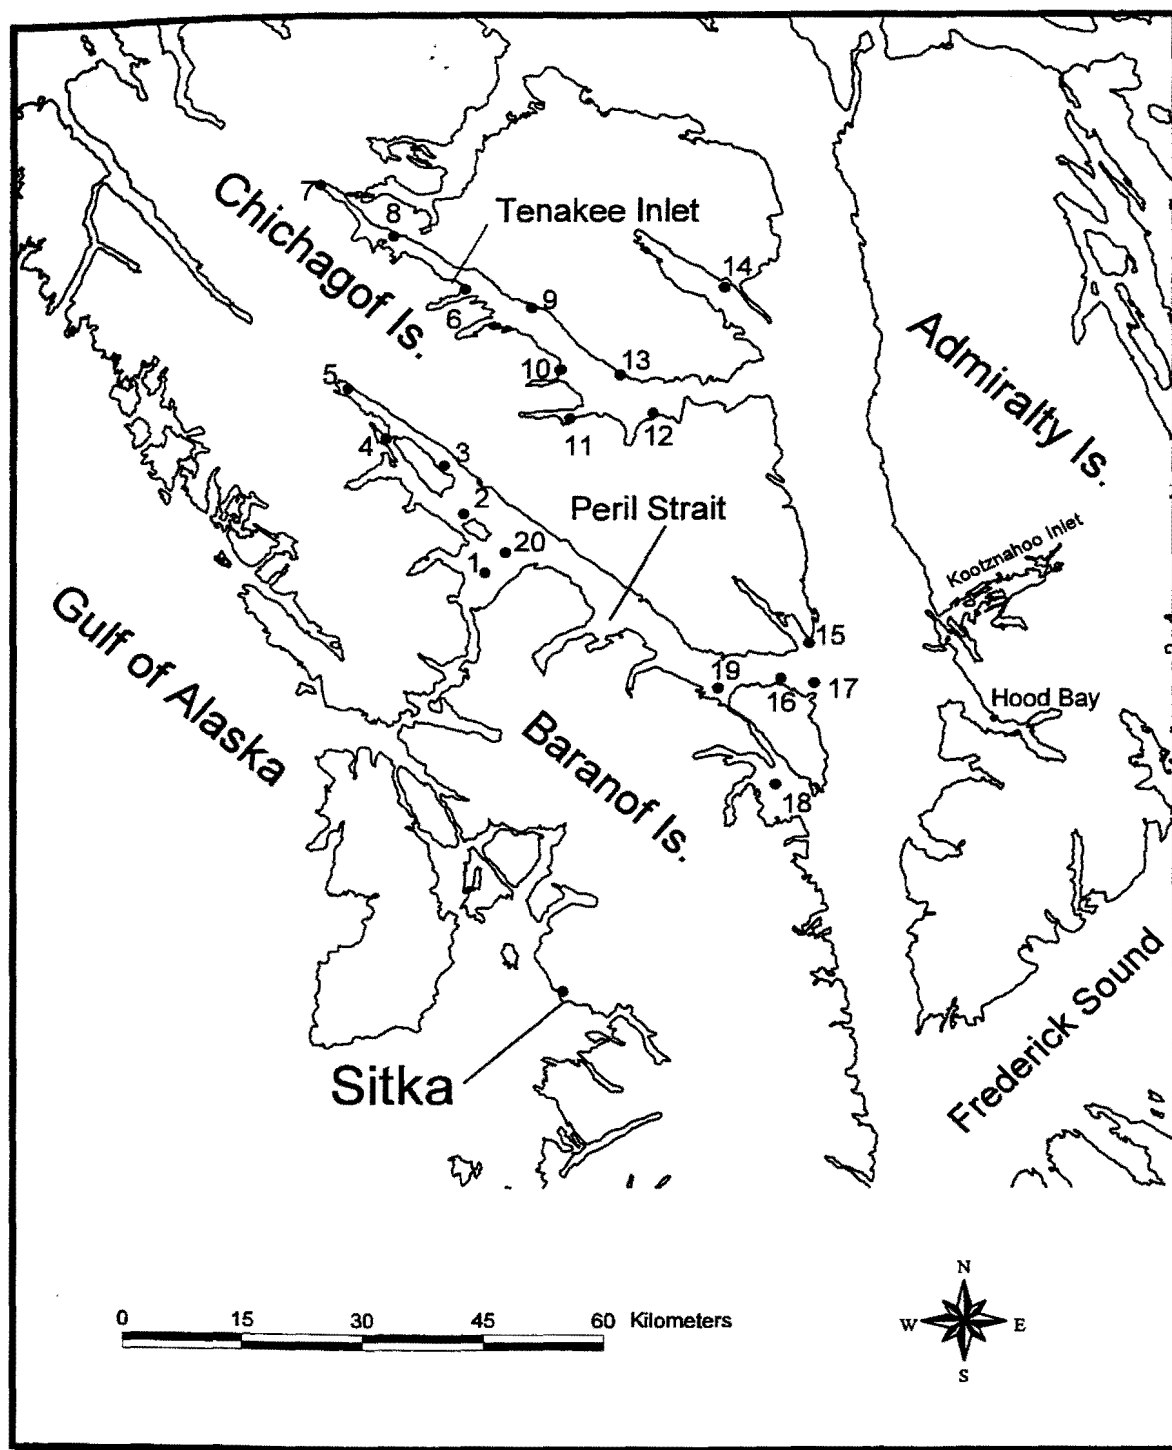 7
8
Tenakee Inlet
Chichagof Is.
14
9
6
Admiralty Is.
13
10
5
12
11
4
3
2
Peril Strait
20
1
Kootznahoo Inlet
Gulf of Alaska
15
19
16
17
Hood Bay
Baranof Is.
18
Frederick Sound
Sitka
N
0 15 30 45 60 Kilometers
W E
S